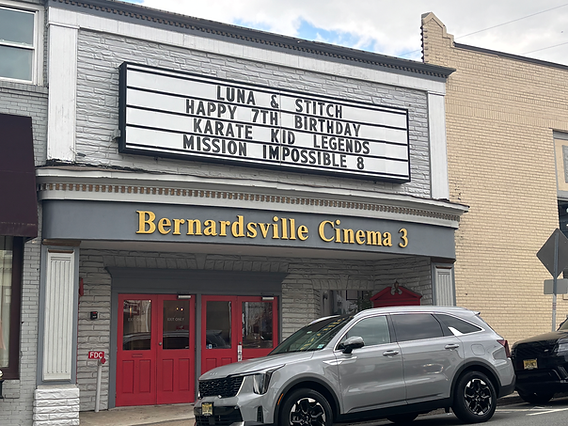 LUNA & STITCH
HAPPY 7TH BIRTHDAY
KARATE KID LEGENDS
MISSION IMPOSSIBLE 8
Bernardsville Cinema 3
FDC